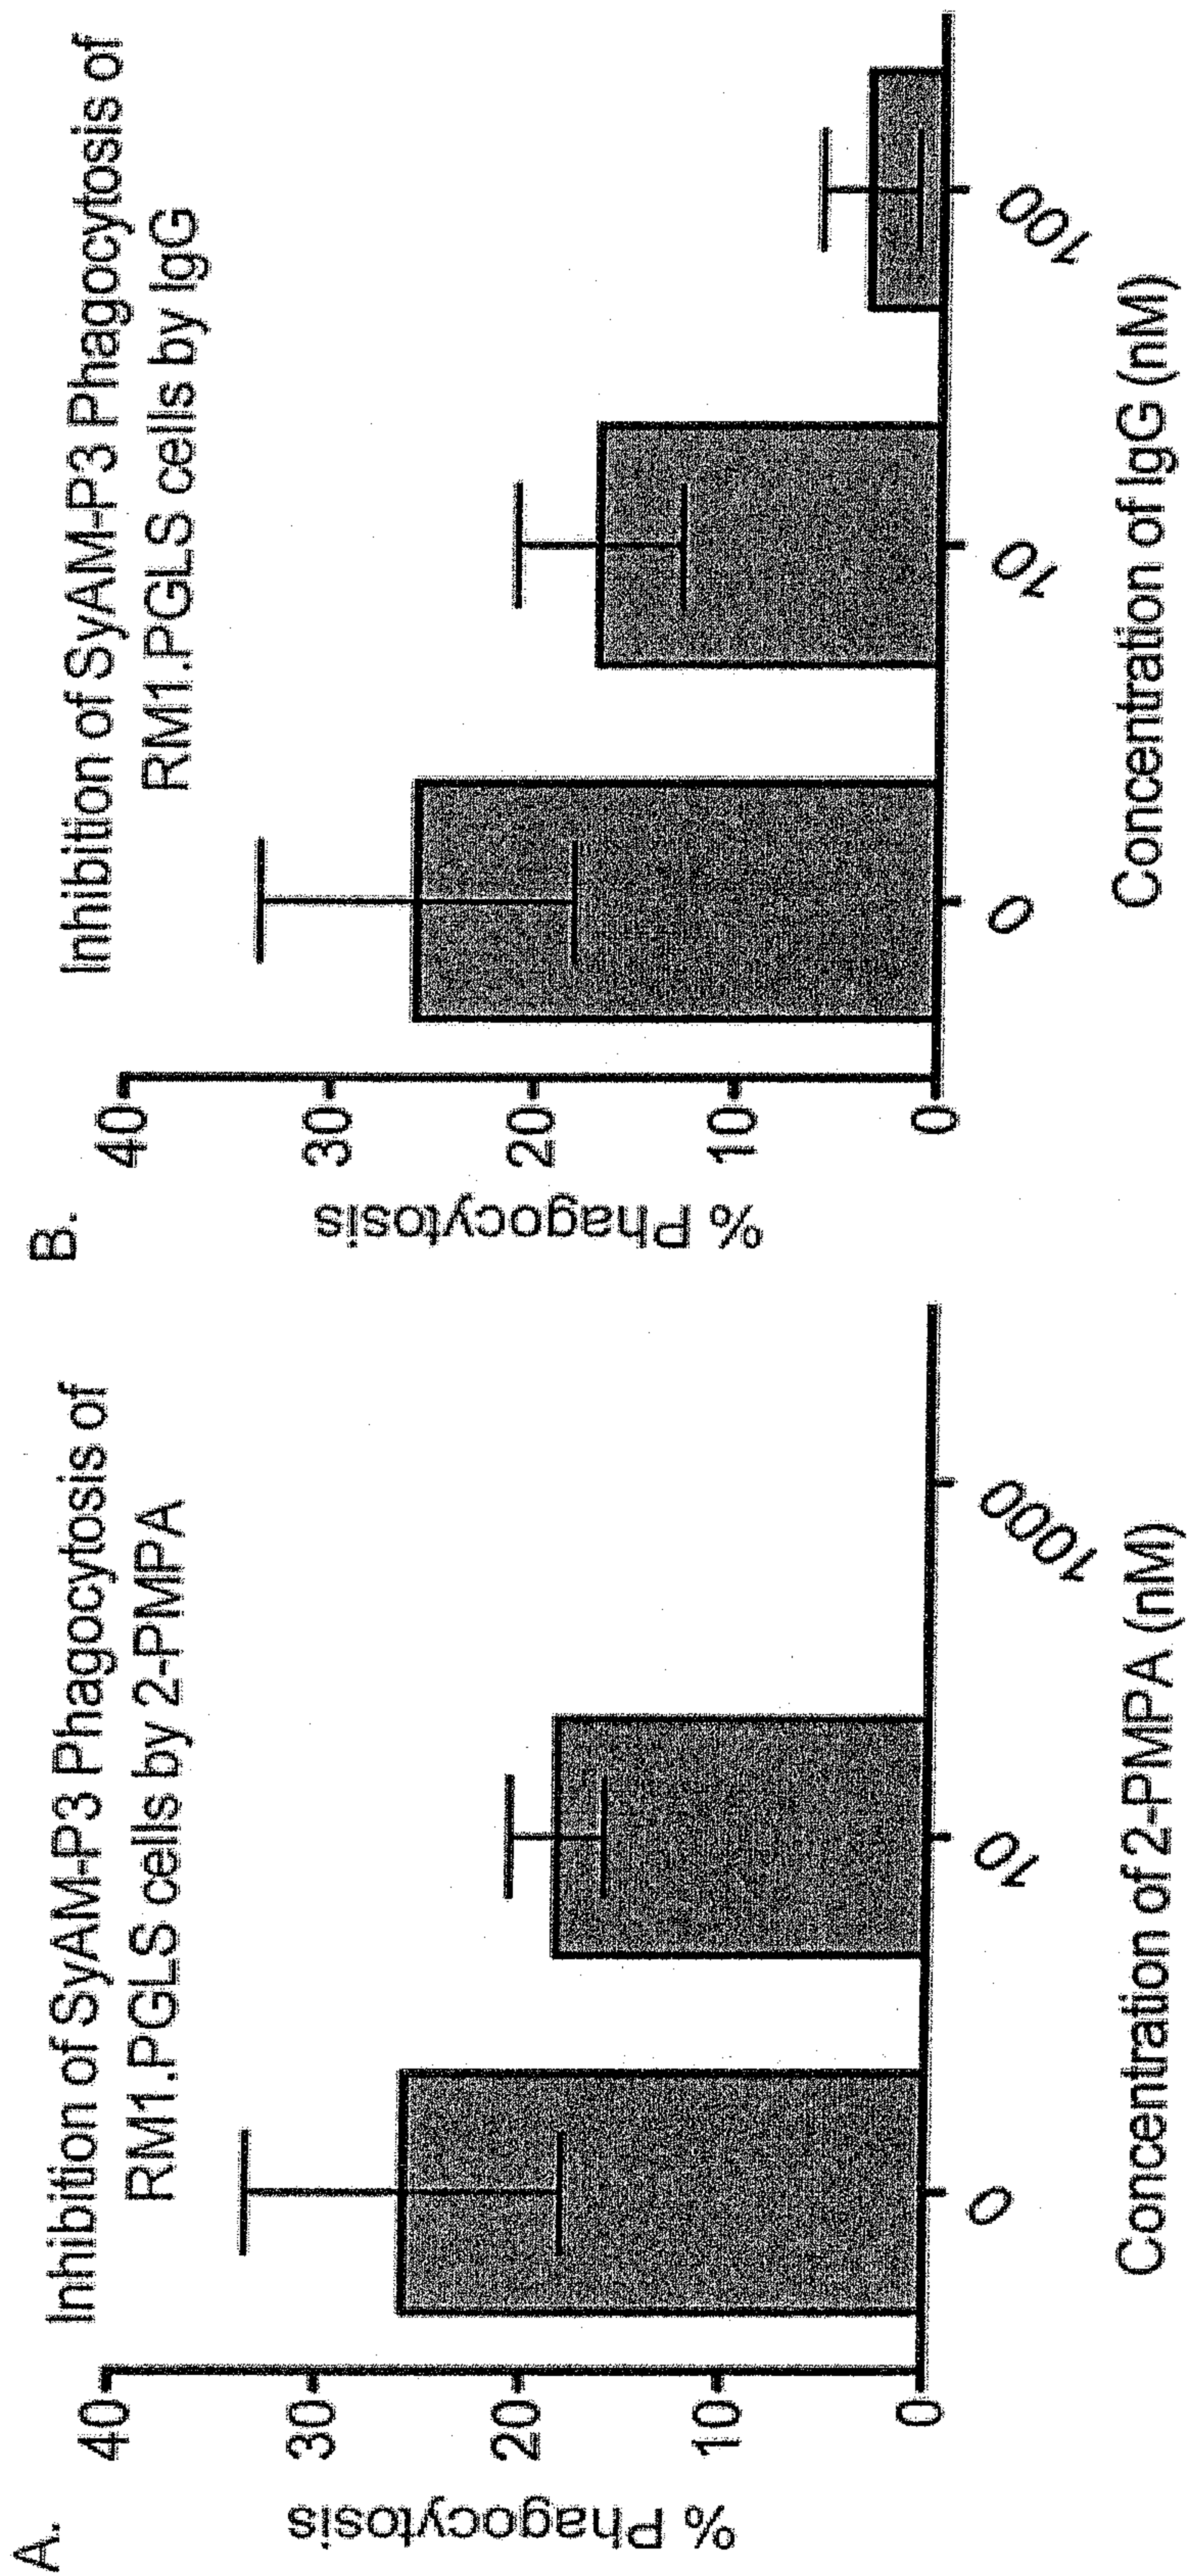 A.
Inhibition of SyAM-P3 Phagocytosis of
RM1.PGLS cells by 2-PMPA
% Phagocytosis
40
30
20
10
0
0
10
1000
Concentration of 2-PMPA (nM)
B.
Inhibition of SyAM-P3 Phagocytosis of
RM1.PGLS cells by IgG
% Phagocytosis
40
30
20
10
0
0
10
100
Concentration of IgG (nM)